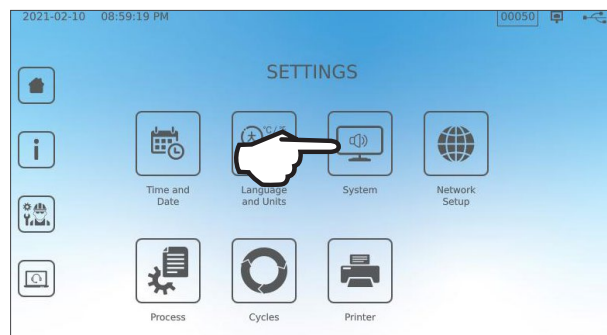 2021-02-10 08:59:19 PM
00050
SETTINGS
Time and
Date
Language
and Units
System
Network
Setup
Process
Cycles
Printer